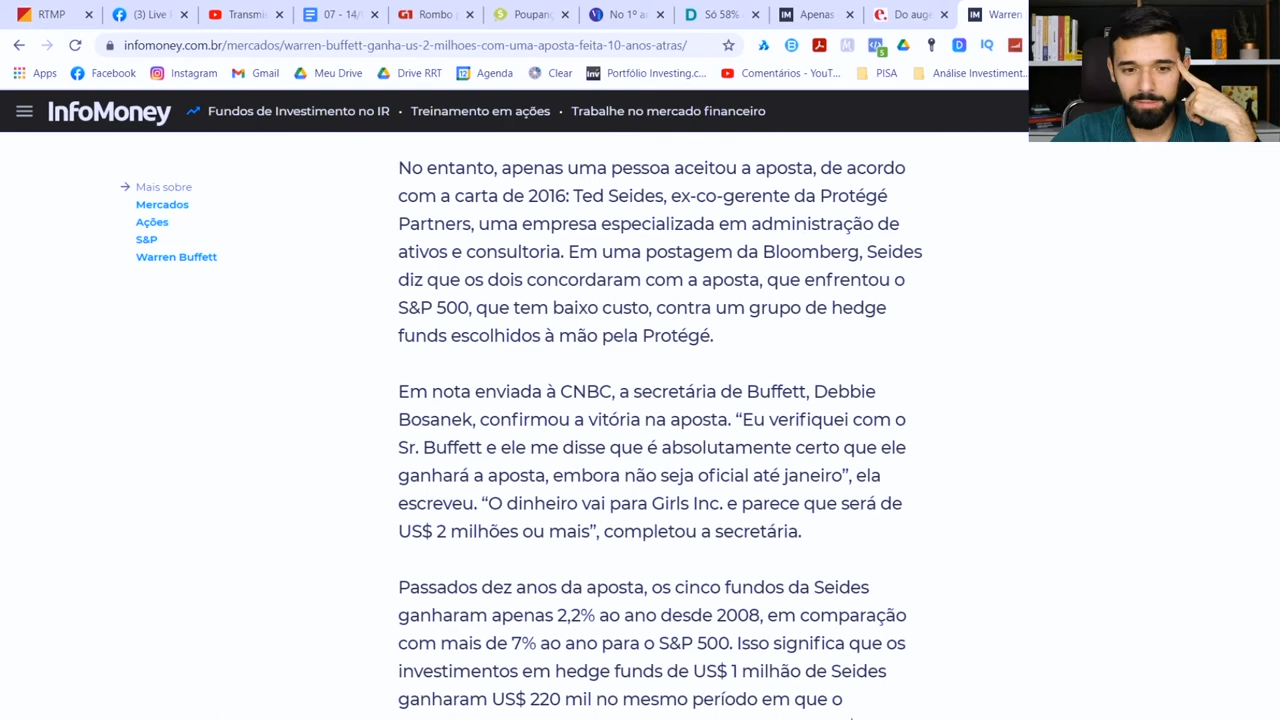 RTMP
(3) Live
Transmis
07 - 14/
Rombo
Poupanç
No 1º a
Só 58%
Apenas
Do auge
Warren
infomoney.com.br/mercados/warren-buffett-ganha-us-2-milhoes-com-uma-aposta-feita-10-anos-atras/
Apps
Facebook
Instagram
Gmail
Meu Drive
Drive RRT
Agenda
Clear
Portfólio Investing.c...
Comentários - YouT...
PISA
Análise Investiment...
InfoMoney
Fundos de Investimento no IR • Treinamento em ações • Trabalhe no mercado financeiro
Mais sobre
Mercados
Ações
S&P
Warren Buffett
No entanto, apenas uma pessoa aceitou a aposta, de acordo
com a carta de 2016: Ted Seides, ex-co-gerente da Protégé
Partners, uma empresa especializada em administração de
ativos e consultoria. Em uma postagem da Bloomberg, Seides
diz que os dois concordaram com a aposta, que enfrentou o
S&P 500, que tem baixo custo, contra um grupo de hedge
funds escolhidos à mão pela Protégé.
Em nota enviada à CNBC, a secretária de Buffett, Debbie
Bosanek, confirmou a vitória na aposta. “Eu verifiquei com o
Sr. Buffett e ele me disse que é absolutamente certo que ele
ganhará a aposta, embora não seja oficial até janeiro”, ela
escreveu. “O dinheiro vai para Girls Inc. e parece que será de
US$ 2 milhões ou mais”, completou a secretária.
Passados dez anos da aposta, os cinco fundos da Seides
ganharam apenas 2,2% ao ano desde 2008, em comparação
com mais de 7% ao ano para o S&P 500. Isso significa que os
investimentos em hedge funds de US$ 1 milhão de Seides
ganharam US$ 220 mil no mesmo período em que o